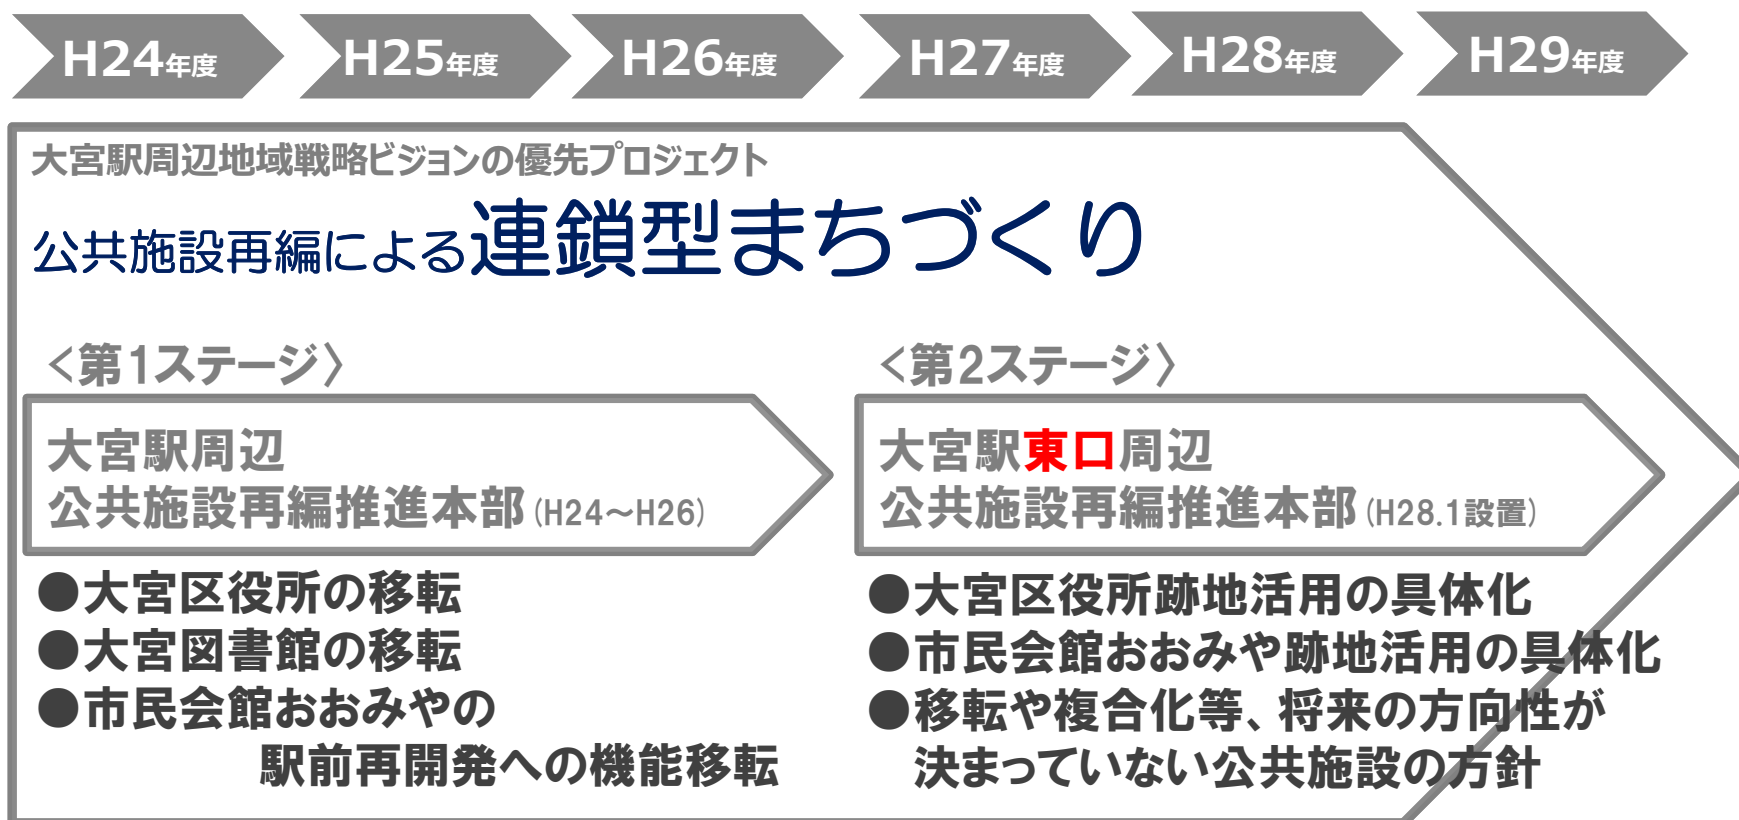 H24年度
H25年度
H26年度
H27年度
H28年度
H29年度
大宮駅周辺地域戦略ビジョンの優先プロジェクト
公共施設再編による連鎖型まちづくり
<第1ステージ>
大宮駅周辺
公共施設再編推進本部(H24～H26)
●大宮区役所の移転
●大宮図書館の移転
●市民会館おおみやの
駅前再開発への機能移転
<第2ステージ>
大宮駅東口周辺
公共施設再編推進本部(H28.1設置)
●大宮区役所跡地活用の具体化
●市民会館おおみや跡地活用の具体化
●移転や複合化等、将来の方向性が
決まっていない公共施設の方針